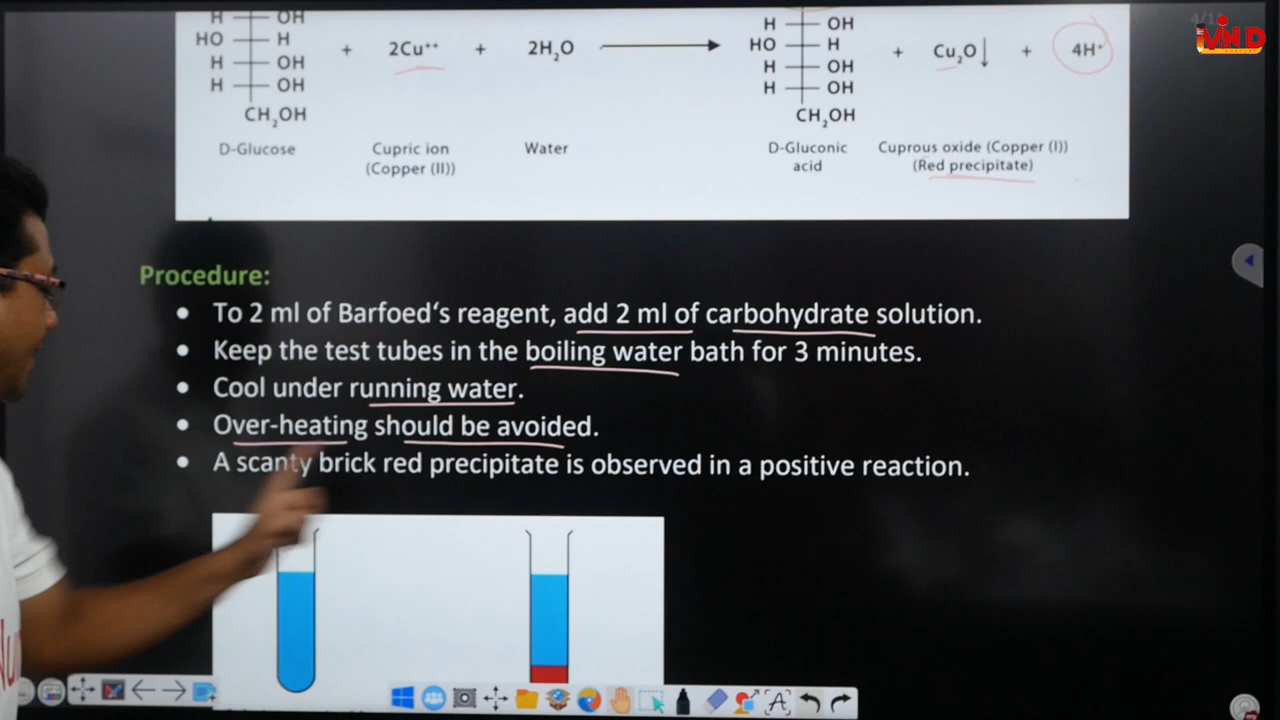 4/1
MIND
H OH
HO H + 2Cu⁺⁺ + 2H₂O
H OH
H OH
CH₂OH
D-Glucose
Cupric ion
(Copper (II))
Water
H OH
HO H + Cu₂O↓ + 4H⁺
H OH
H OH
CH₂OH
D-Gluconic
acid
Cuprous oxide (Copper (I))
(Red precipitate)
Procedure:
• To 2 ml of Barfoed‘s reagent, add 2 ml of carbohydrate solution.
• Keep the test tubes in the boiling water bath for 3 minutes.
• Cool under running water.
• Over-heating should be avoided.
• A scanty brick red precipitate is observed in a positive reaction.